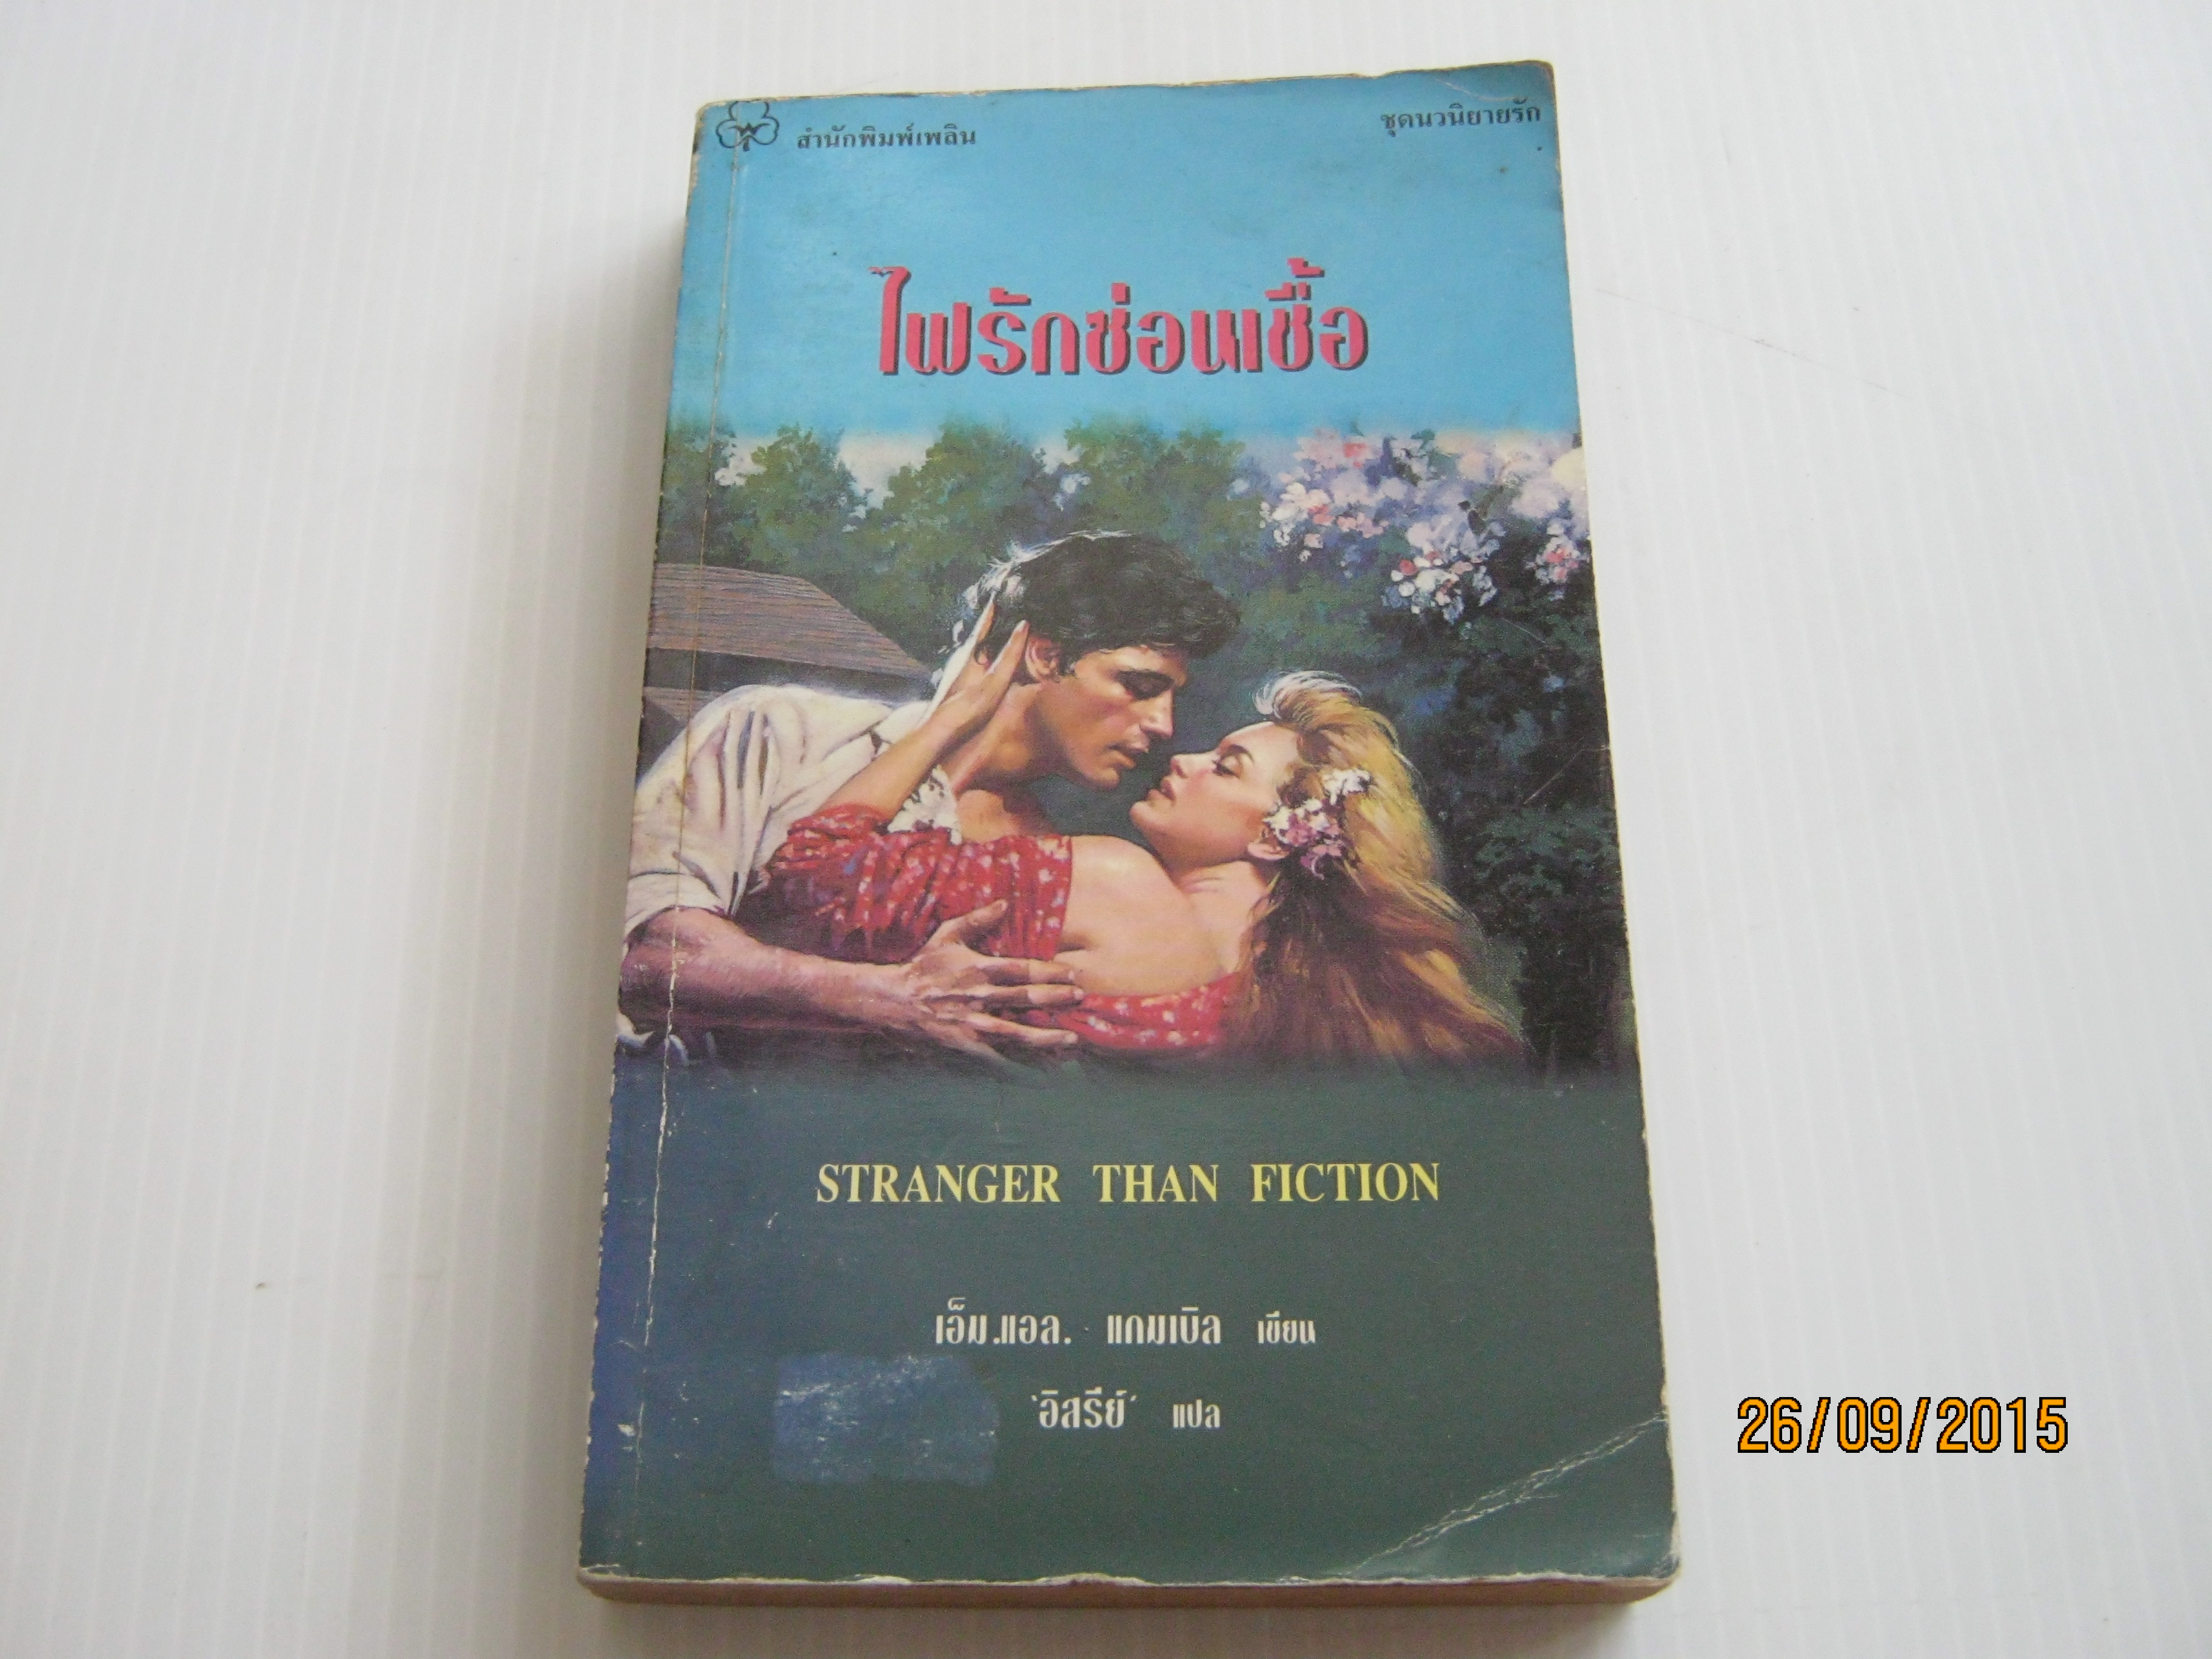 สำนักพิมพ์เพลิน
ชุดนวนิยายรัก
ไฟรักซ่อนเชื้อ
STRANGER THAN FICTION
เอ็ม.แอล. แกมเบิล เขียน
'อิสรีย์' แปล
26/09/2015